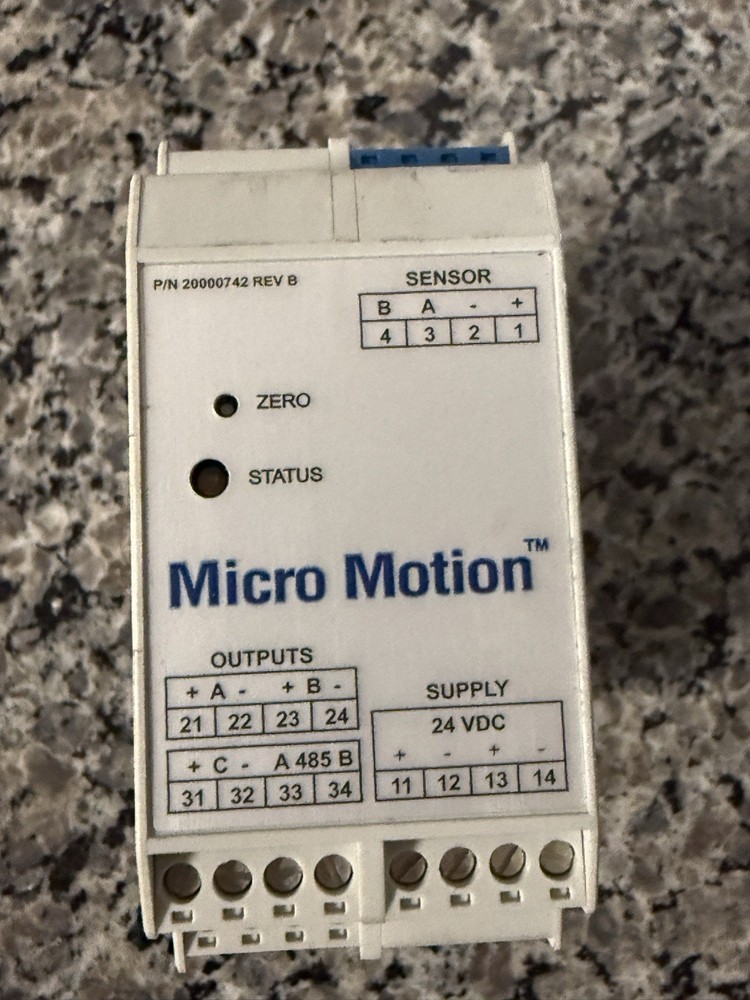 P/N 20000742 REV B
SENSOR
B A - +
4 3 2 1
ZERO
STATUS
Micro Motion™
OUTPUTS
+ A - + B -
21 22 23 24
+ C - A 485 B
31 32 33 34
SUPPLY
24 VDC
+ - + -
11 12 13 14